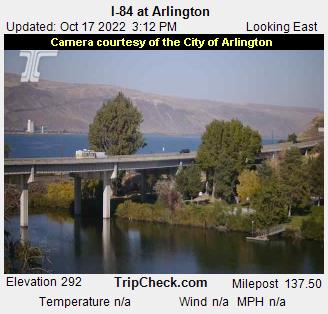 I-84 at Arlington
Updated: Oct 17 2022 3:12 PM Looking East
Camera courtesy of the City of Arlington
Elevation 292 TripCheck.com Milepost 137.50
Temperature n/a Wind n/a MPH n/a